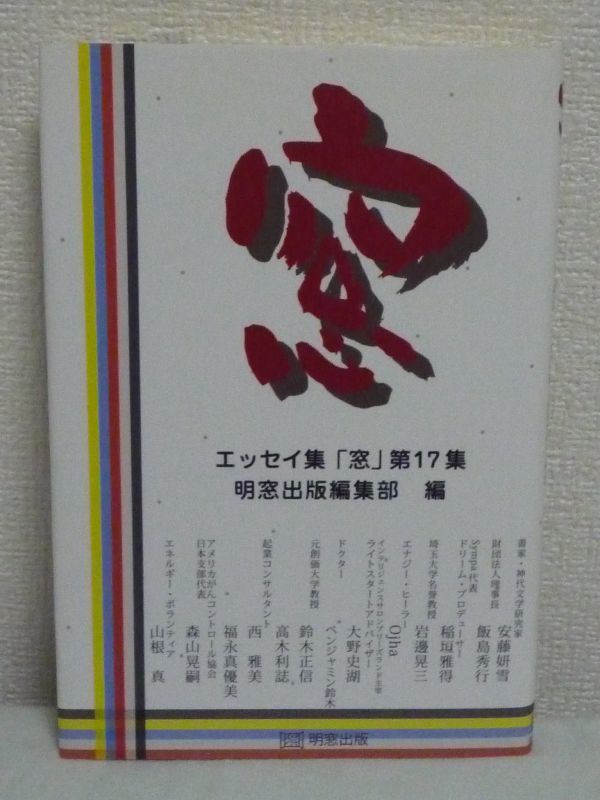 窓
エッセイ集「窓」第17集
明窓出版編集部　編
書家・神代文字研究家
安藤妍雪
財団法人理事長
飯島秀行
Sympa代表
ドリーム・プロデューサー
稲垣雅得
埼玉大学名誉教授
岩邊晃三
エナジー・ヒーラー
Ojha
インテリジェンスサロンブリーズランド主宰
ライトスタートアドバイザー
大野史湖
ドクター
ベンジャミン鈴木
元創価大学教授
鈴木正信
高木利誌
起業コンサルタント
西　雅美
福永真優美
アメリカがんコントロール協会
日本支部代表
森山晃嗣
エネルギー・ボランティア
山根　真
明窓出版